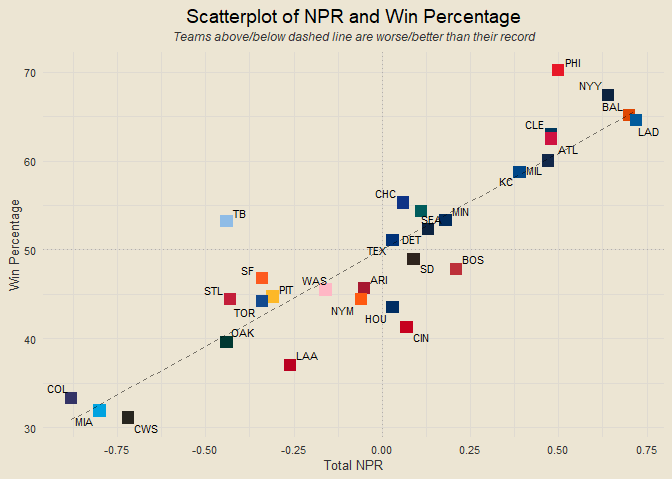 Scatterplot of NPR and Win Percentage
Teams above/below dashed line are worse/better than their record
70
60
50
40
30
Win Percentage
PHI
NYY
BAL
LAD
CLE
ATL
KC
MIL
CHC
MIN
SEA
TB
TEX
DET
BOS
SD
SF
WAS
ARI
STL
PIT
TOR
NYM
HOU
OAK
CIN
LAA
COL
MIA
CWS
-0.75
-0.50
-0.25
0.00
0.25
0.50
0.75
Total NPR